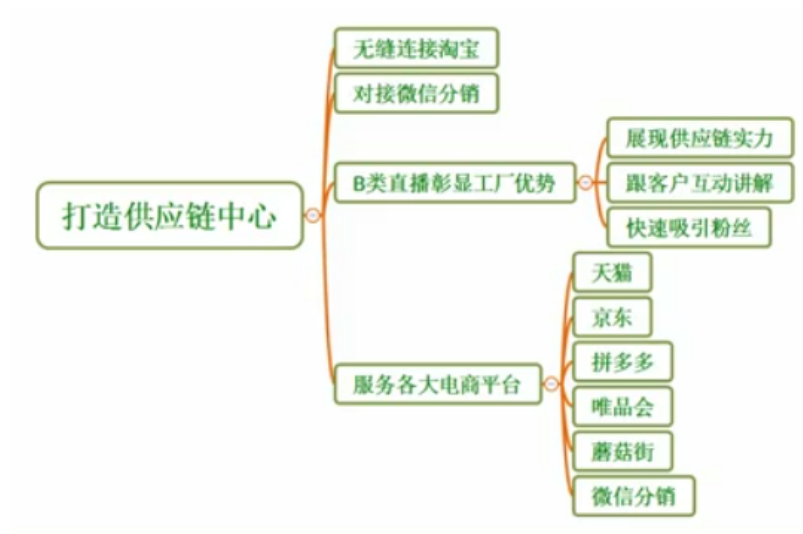 打造供应链中心
无缝连接淘宝
对接微信分销
B类直播彰显工厂优势
展现供应链实力
跟客户互动讲解
快速吸引粉丝
服务各大电商平台
天猫
京东
拼多多
唯品会
蘑菇街
微信分销